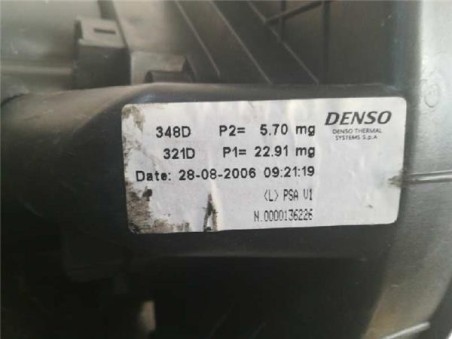 348D P2= 5.70 mg
321D P1= 22.91 mg
Date: 28-08-2006 09:21:19
DENSO
DENSO THERMAL
SYSTEMS S.p.A
(L) PSA VI
N.0000136226